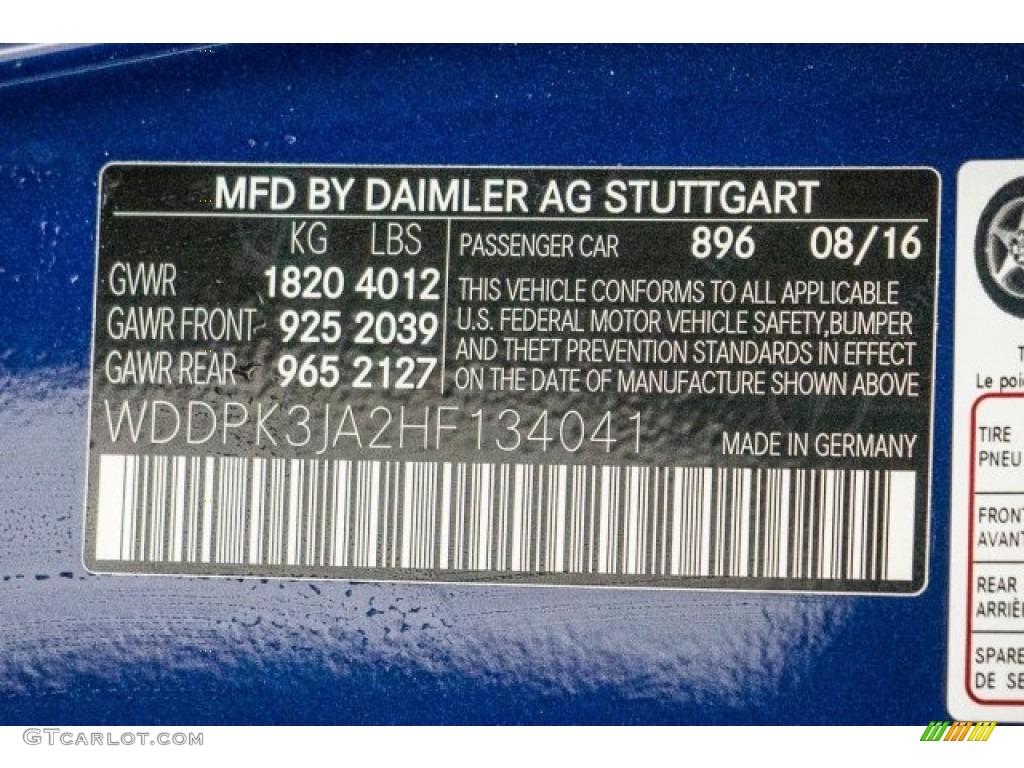 MFD BY DAIMLER AG STUTTGART
KG LBS
GVWR 1820 4012
GAWR FRONT 925 2039
GAWR REAR 965 2127
PASSENGER CAR 896 08/16
THIS VEHICLE CONFORMS TO ALL APPLICABLE
U.S. FEDERAL MOTOR VEHICLE SAFETY,BUMPER
AND THEFT PREVENTION STANDARDS IN EFFECT
ON THE DATE OF MANUFACTURE SHOWN ABOVE
WDDPK3JA2HF134041 MADE IN GERMANY
Le poi
TIRE
PNEU
FRONT
AVANT
REAR
ARRIÈ
SPARE
DE SE
GTCARLOT.COM